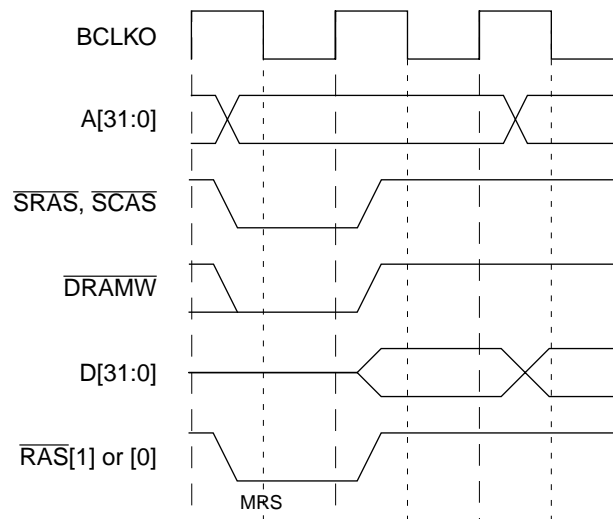 BCLKO
A[31:0]
SRAS, SCAS
DRAMW
D[31:0]
RAS[1] or [0]
MRS